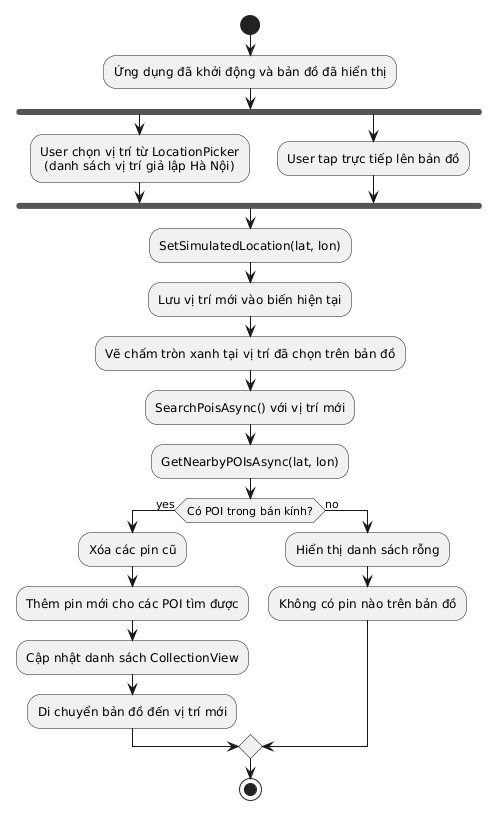 Ứng dụng đã khởi động và bản đồ đã hiển thị
User chọn vị trí từ LocationPicker
(danh sách vị trí giả lập Hà Nội)
User tap trực tiếp lên bản đồ
SetSimulatedLocation(lat, lon)
Lưu vị trí mới vào biến hiện tại
Vẽ chấm tròn xanh tại vị trí đã chọn trên bản đồ
SearchPoisAsync() với vị trí mới
GetNearbyPOIsAsync(lat, lon)
yes
Có POI trong bán kính?
no
Xóa các pin cũ
Hiển thị danh sách rỗng
Thêm pin mới cho các POI tìm được
Không có pin nào trên bản đồ
Cập nhật danh sách CollectionView
Di chuyển bản đồ đến vị trí mới